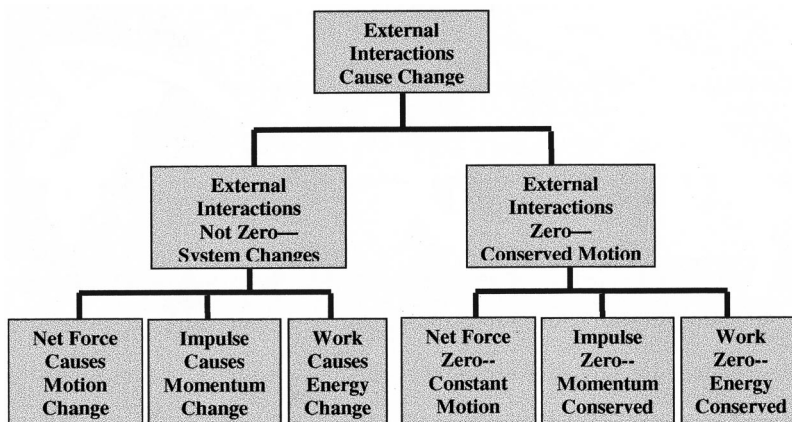 External
Interactions
Cause Change
External
Interactions
Not Zero—
System Changes
External
Interactions
Zero—
Conserved Motion
Net Force
Causes
Motion
Change
Impulse
Causes
Momentum
Change
Work
Causes
Energy
Change
Net Force
Zero--
Constant
Motion
Impulse
Zero--
Momentum
Conserved
Work
Zero--
Energy
Conserved